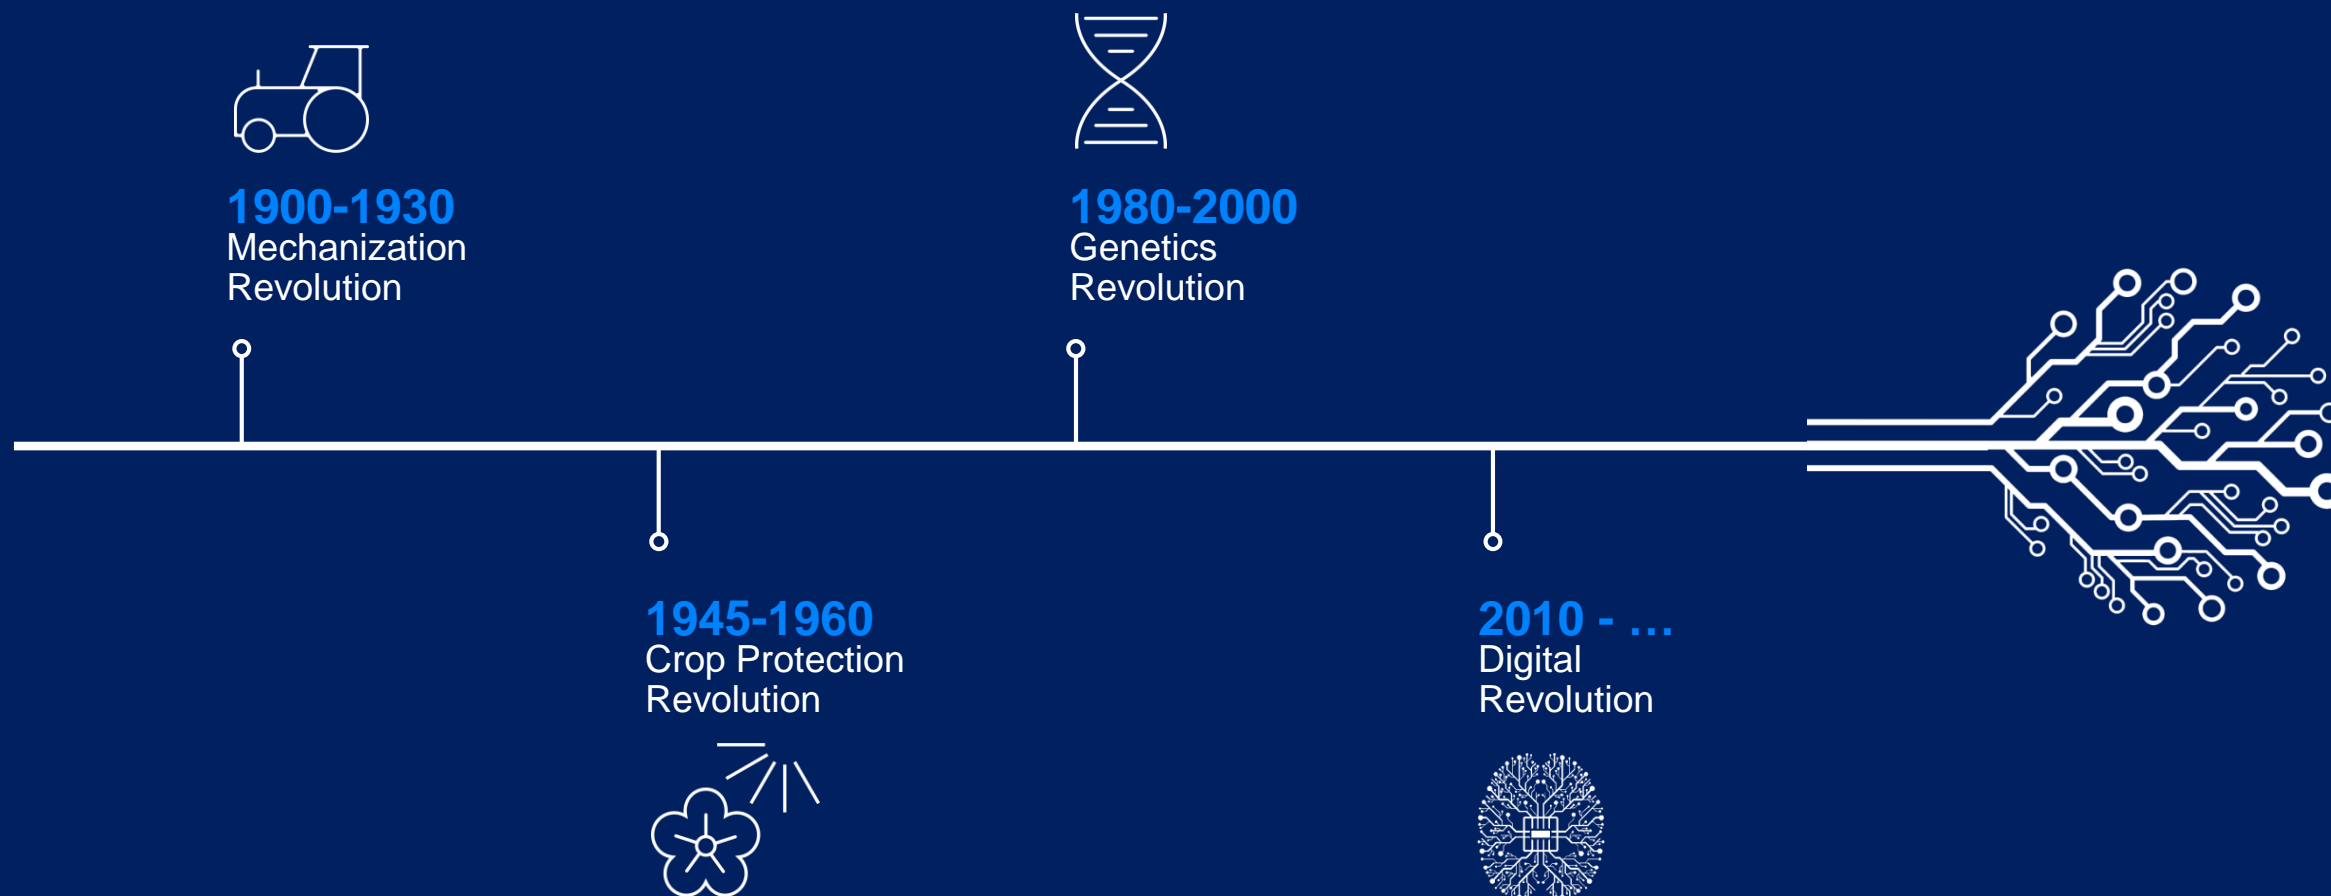 1900-1930
Mechanization
Revolution
1980-2000
Genetics
Revolution
1945-1960
Crop Protection
Revolution
2010 - …
Digital
Revolution